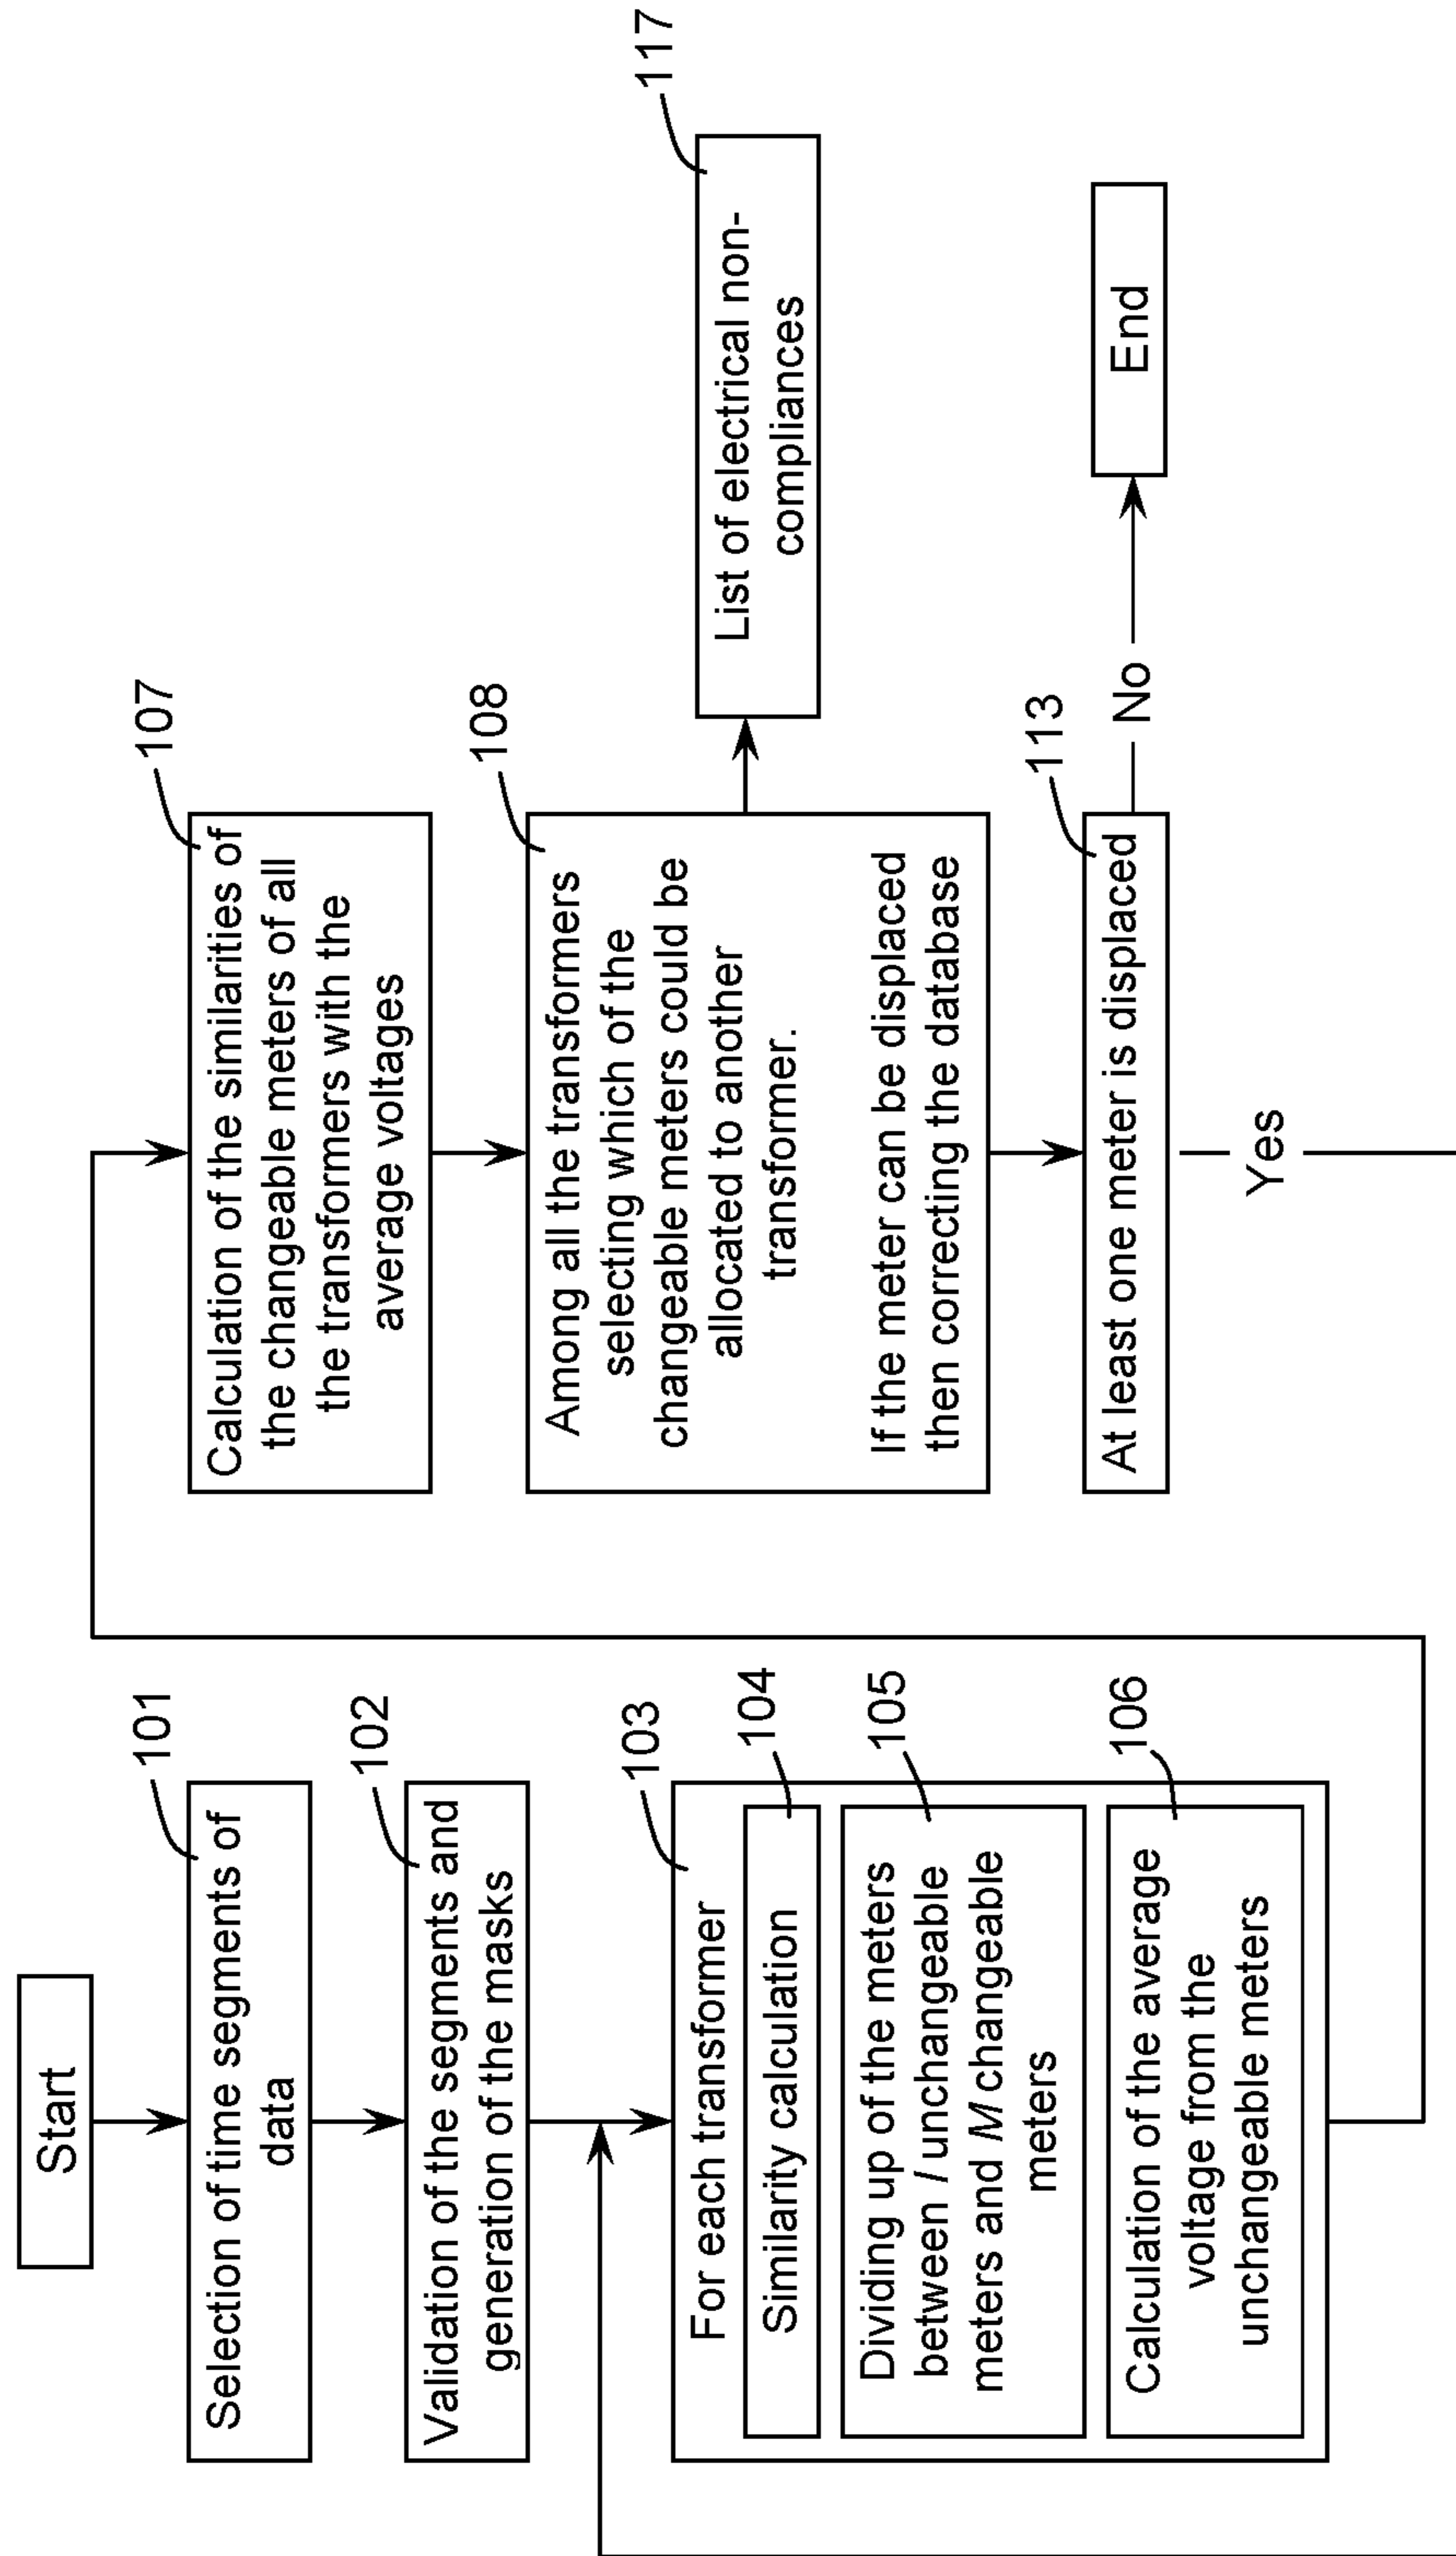 Start
101
Selection of time segments of
data
102
Validation of the segments and
generation of the masks
103
For each transformer
104
Similarity calculation
105
Dividing up of the meters
between I unchangeable
meters and M changeable
meters
106
Calculation of the average
voltage from the
unchangeable meters
107
Calculation of the similarities of
the changeable meters of all
the transformers with the
average voltages
108
Among all the transformers
selecting which of the
changeable meters could be
allocated to another
transformer.
If the meter can be displaced
then correcting the database
117
List of electrical non-
compliances
113
At least one meter is displaced
No
End
Yes